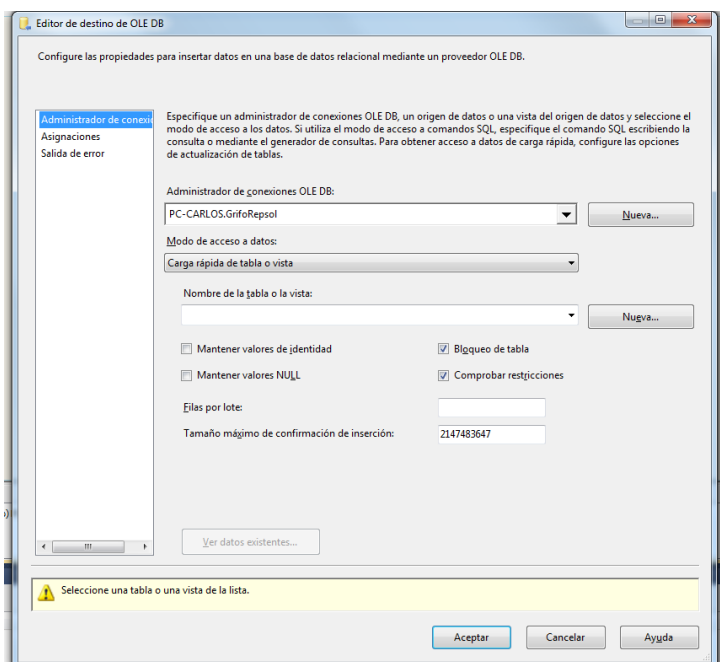 Editor de destino de OLE DB
Configure las propiedades para insertar datos en una base de datos relacional mediante un proveedor OLE DB.
Administrador de conexi
Asignaciones
Salida de error
Especifique un administrador de conexiones OLE DB, un origen de datos o una vista del origen de datos y seleccione el
modo de acceso a los datos. Si utiliza el modo de acceso a comandos SQL, especifique el comando SQL escribiendo la
consulta o mediante el generador de consultas. Para obtener acceso a datos de carga rápida, configure las opciones
de actualización de tablas.
Administrador de conexiones OLE DB:
PC-CARLOS.GrifoRepsol
Nueva...
Modo de acceso a datos:
Carga rápida de tabla o vista
Nombre de la tabla o la vista:
Nueva...
Mantener valores de identidad
Bloqueo de tabla
Mantener valores NULL
Comprobar restricciones
Filas por lote:
Tamaño máximo de confirmación de inserción:
2147483647
Ver datos existentes...
Seleccione una tabla o una vista de la lista.
Aceptar
Cancelar
Ayuda